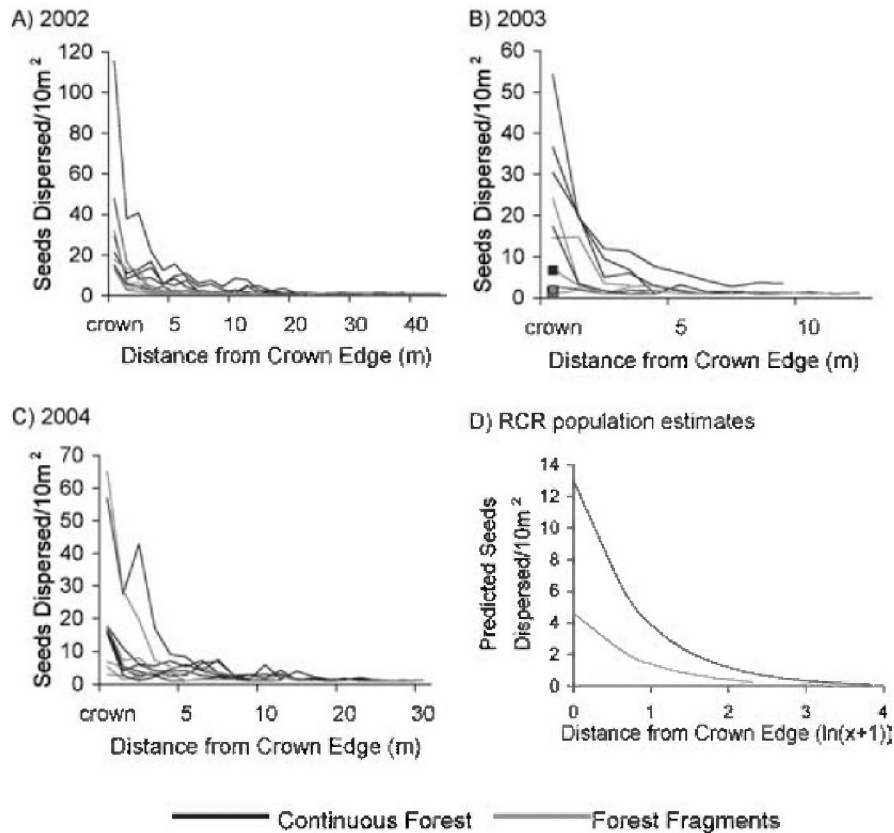 A) 2002
Seeds Dispersed/10m²
120
100
80
60
40
20
0
crown 5 10 20 30 40
Distance from Crown Edge (m)
B) 2003
Seeds Dispersed/10m²
60
50
40
30
20
10
0
crown 5 10
Distance from Crown Edge (m)
C) 2004
Seeds Dispersed/10m²
70
60
50
40
30
20
10
0
crown 5 10 20 30
Distance from Crown Edge (m)
D) RCR population estimates
Predicted Seeds
Dispersed/10m²
14
12
10
8
6
4
2
0
0 1 2 3 4
Distance from Crown Edge (ln(x+1))
Continuous Forest Forest Fragments